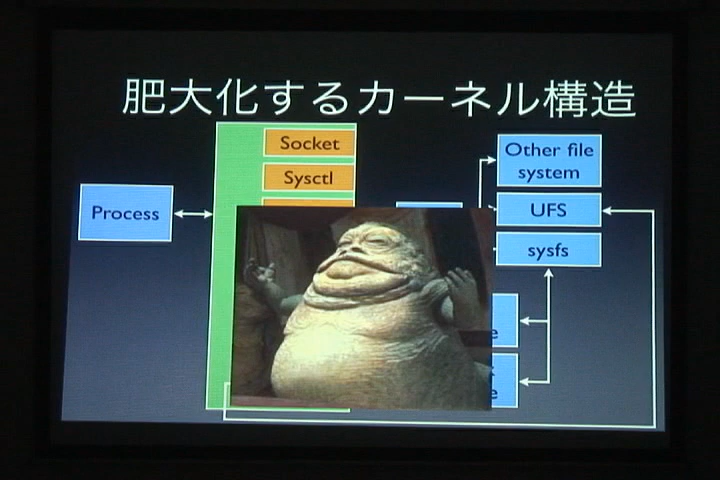 肥大化するカーネル構造
Socket
Sysctl
Process
Other file
system
UFS
sysfs
e
e